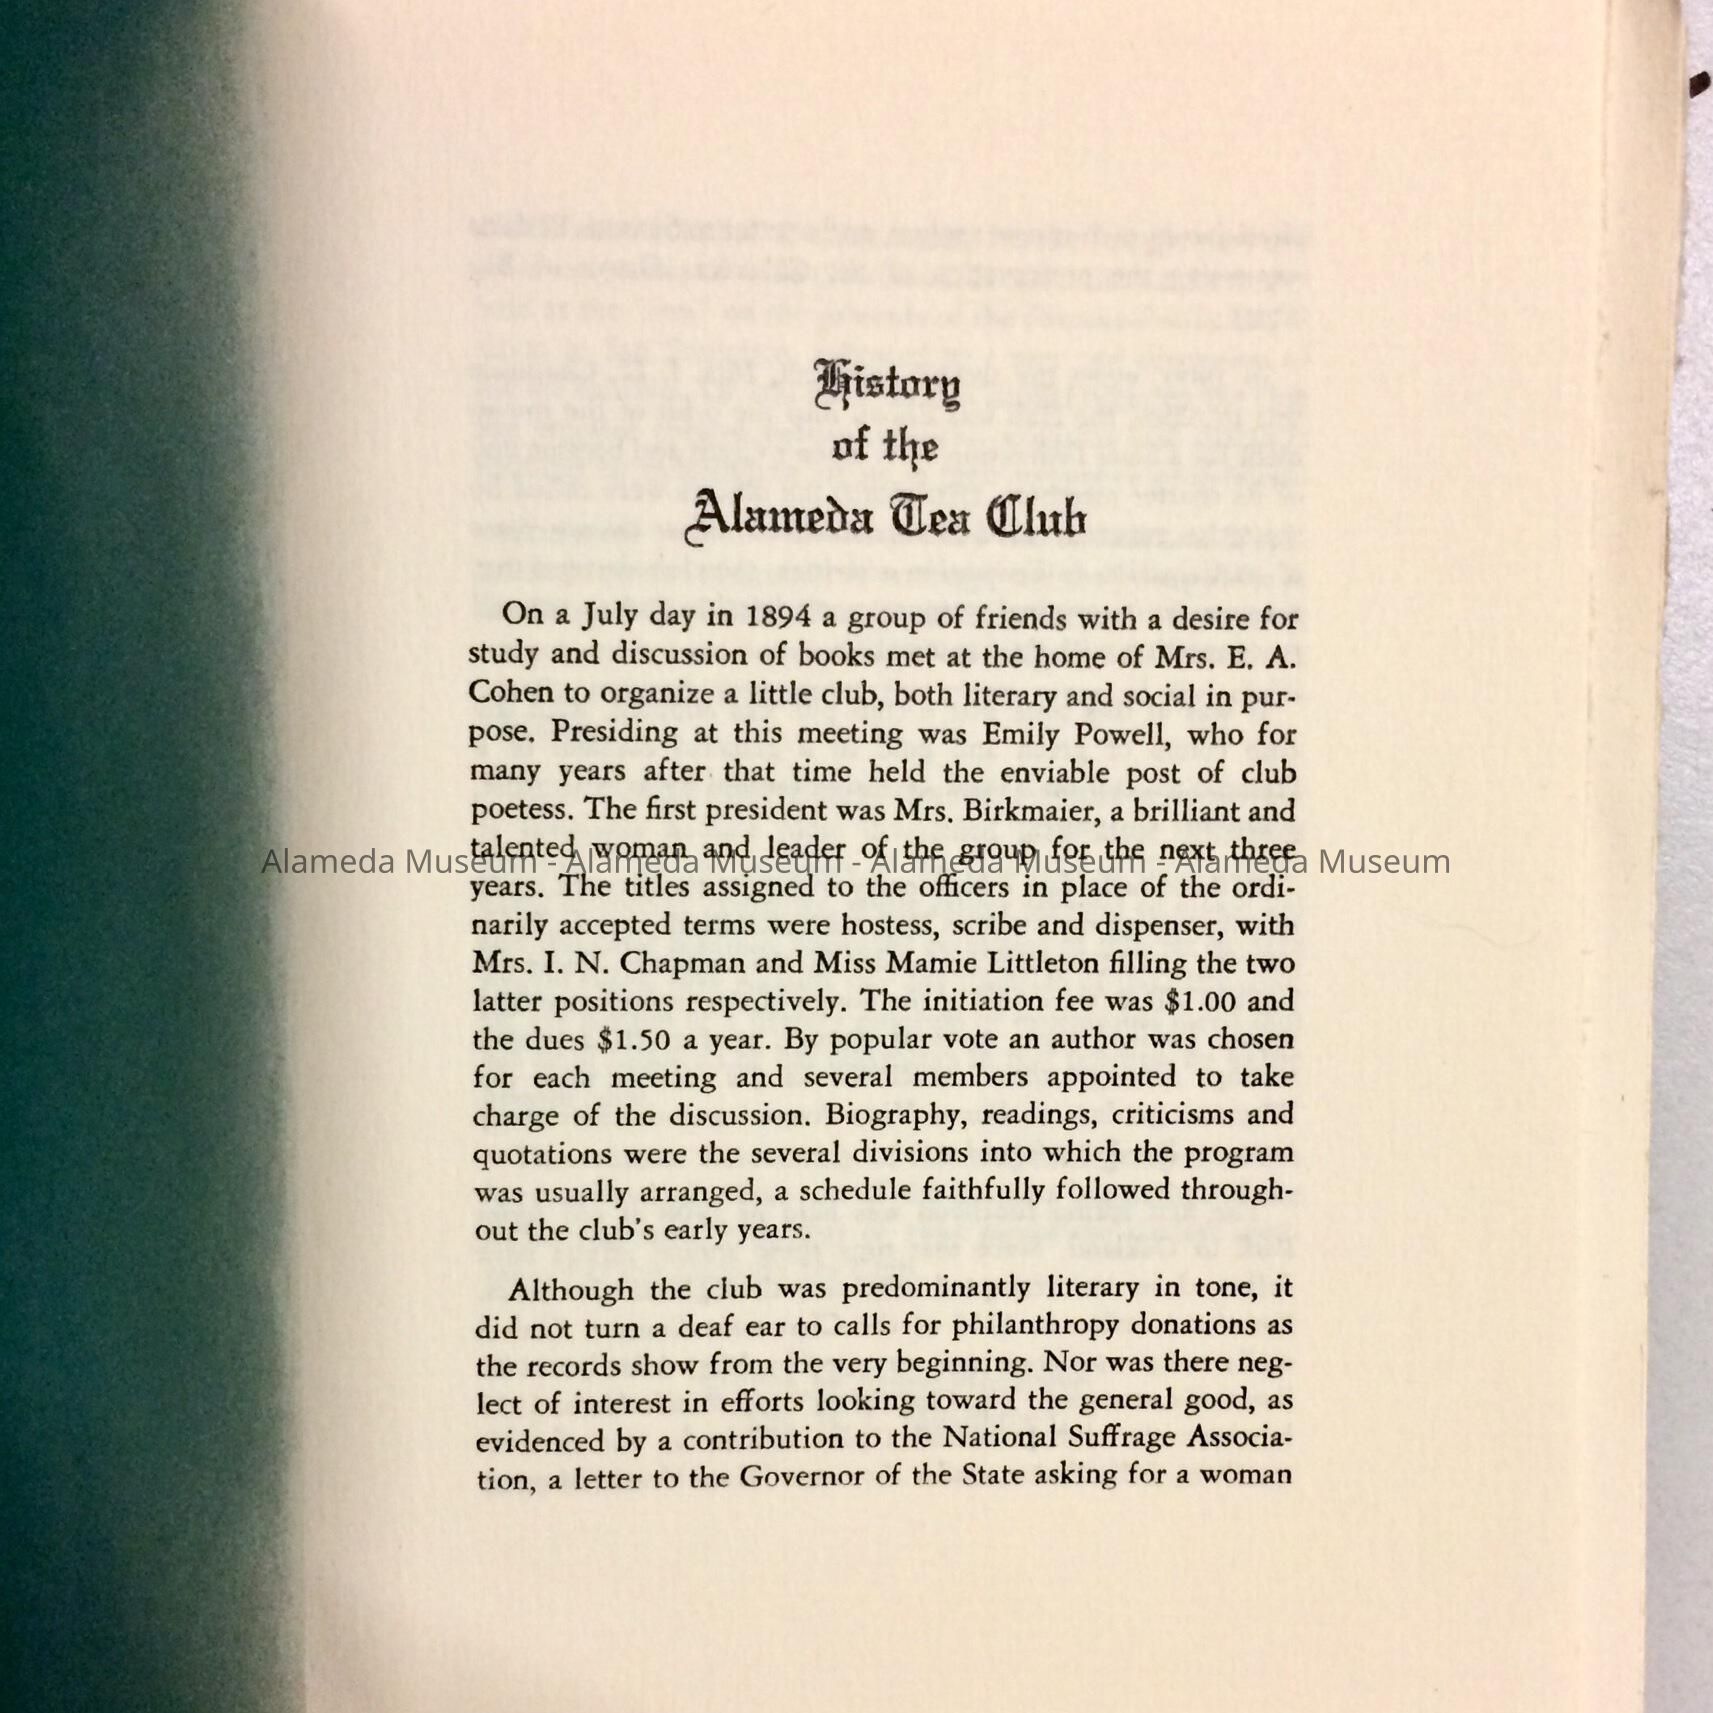 History
of the
Alameda Tea Club
On a July day in 1894 a group of friends with a desire for
study and discussion of books met at the home of Mrs. E. A.
Cohen to organize a little club, both literary and social in pur-
pose. Presiding at this meeting was Emily Powell, who for
many years after that time held the enviable post of club
poetess. The first president was Mrs. Birkmaier, a brilliant and
talented woman and leader of the group for the next three
Alameda Museum - Alameda Museum - Alameda Museum - Alameda Museum
years. The titles assigned to the officers in place of the ordi-
narily accepted terms were hostess, scribe and dispenser, with
Mrs. I. N. Chapman and Miss Mamie Littleton filling the two
latter positions respectively. The initiation fee was $1.00 and
the dues $1.50 a year. By popular vote an author was chosen
for each meeting and several members appointed to take
charge of the discussion. Biography, readings, criticisms and
quotations were the several divisions into which the program
was usually arranged, a schedule faithfully followed through-
out the club's early years.
Although the club was predominantly literary in tone, it
did not turn a deaf ear to calls for philanthropy donations as
the records show from the very beginning. Nor was there neg-
lect of interest in efforts looking toward the general good, as
evidenced by a contribution to the National Suffrage Associa-
tion, a letter to the Governor of the State asking for a woman